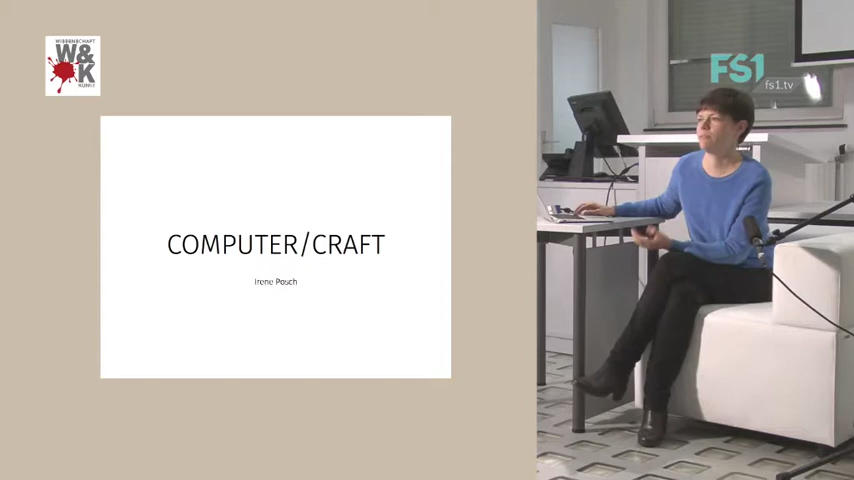 WISSENSCHAFT
W&
K
KUNST
COMPUTER/CRAFT
Irene Posch
FS1
fs1.tv